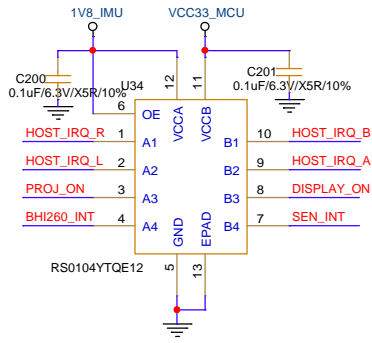 1V8_IMU VCC33_MCU
C200 0.1uF/6.3V/X5R/10%
U34
C201 0.1uF/6.3V/X5R/10%
12 11
6 OE VCCA VCCB
HOST_IRQ_R 1 A1 B1 10 HOST_IRQ_B
HOST_IRQ_L 2 A2 B2 9 HOST_IRQ_A
PROJ_ON 3 A3 B3 8 DISPLAY_ON
BHI260_INT 4 A4 B4 7 SEN_INT
GND EPAD
RS0104YTQE12 5 13